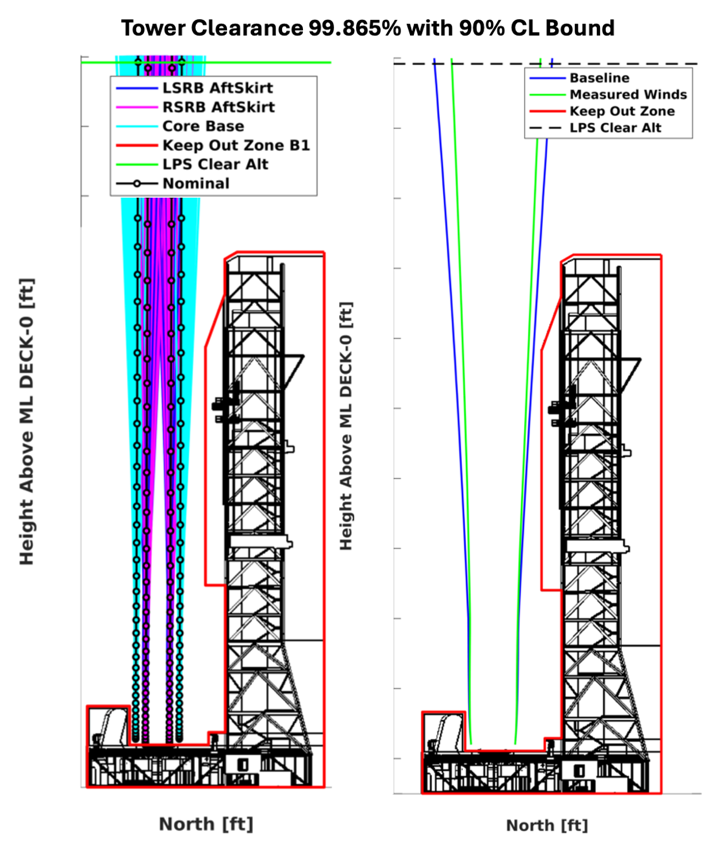 Tower Clearance 99.865% with 90% CL Bound
LSRB AftSkirt
RSRB AftSkirt
Core Base
Keep Out Zone B1
LPS Clear Alt
Nominal
Height Above ML DECK-0 [ft]
North [ft]
Baseline
Measured Winds
Keep Out Zone
LPS Clear Alt
Height Above ML DECK-0 [ft]
North [ft]